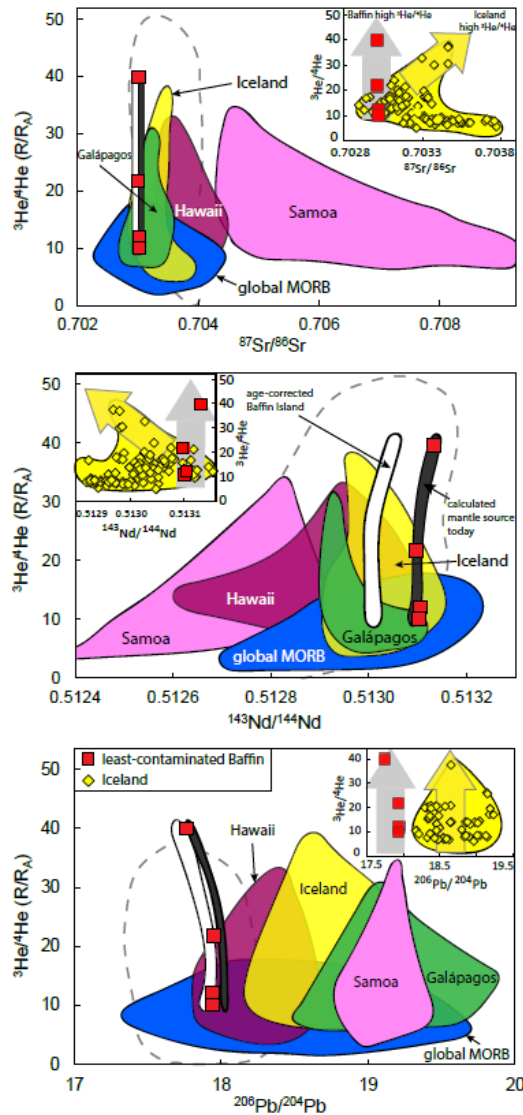 Baffin high ³He/⁴He
Iceland
high ³He/⁴He
³He/⁴He
40
30
20
10
0
0.7028
0.7033
0.7038
⁸⁷Sr/⁸⁶Sr
50
40
30
20
10
0
³He/⁴He (R/Rᴀ)
Iceland
Galápagos
Hawaii
Samoa
global MORB
0.702
0.704
0.706
0.708
⁸⁷Sr/⁸⁶Sr
50
40
30
20
10
0
³He/⁴He
0.5129
0.5130
0.5131
¹⁴³Nd/¹⁴⁴Nd
age-corrected
Baffin Island
calculated
mantle source
today
50
40
30
20
10
0
³He/⁴He (R/Rᴀ)
Iceland
Hawaii
Samoa
Galápagos
global MORB
0.5124
0.5126
0.5128
0.5130
0.5132
¹⁴³Nd/¹⁴⁴Nd
least-contaminated Baffin
Iceland
³He/⁴He
40
30
20
10
0
17.5
18.5
19.5
²⁰⁶Pb/²⁰⁴Pb
50
40
30
20
10
0
³He/⁴He (R/Rᴀ)
Hawaii
Iceland
Samoa
Galápagos
global MORB
17
18
19
20
²⁰⁶Pb/²⁰⁴Pb